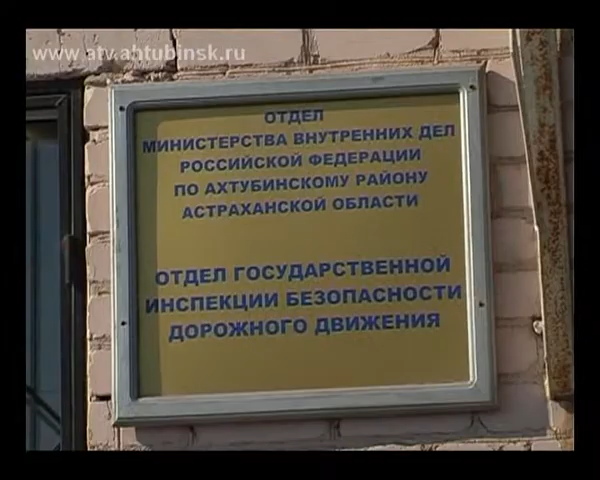 www.atv.ahtubinsk.ru
ОТДЕЛ
МИНИСТЕРСТВА ВНУТРЕННИХ ДЕЛ
РОССИЙСКОЙ ФЕДЕРАЦИИ
ПО АХТУБИНСКОМУ РАЙОНУ
АСТРАХАНСКОЙ ОБЛАСТИ
ОТДЕЛ ГОСУДАРСТВЕННОЙ
ИНСПЕКЦИИ БЕЗОПАСНОСТИ
ДОРОЖНОГО ДВИЖЕНИЯ